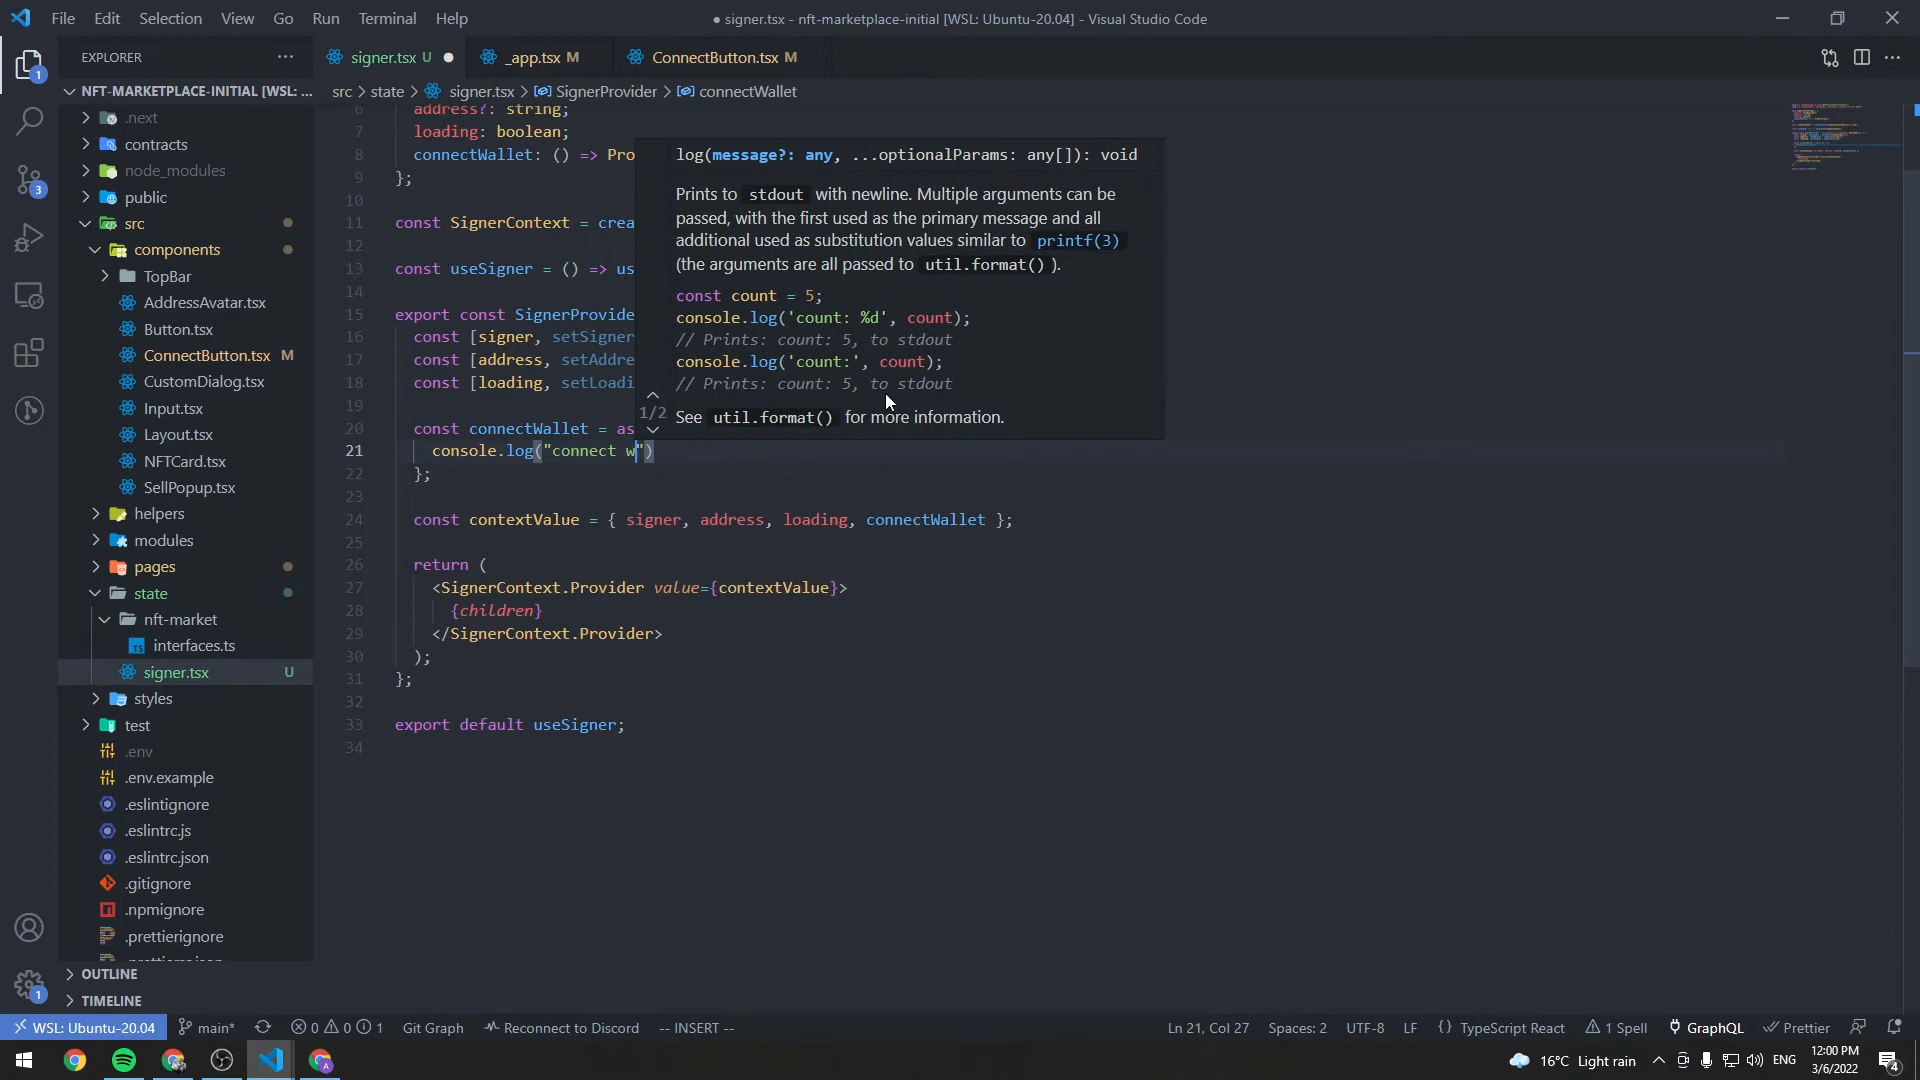 File Edit Selection View Go Run Terminal Help
● signer.tsx - nft-marketplace-initial [WSL: Ubuntu-20.04] - Visual Studio Code
EXPLORER
signer.tsx U
_app.tsx M
ConnectButton.tsx M
1
NFT-MARKETPLACE-INITIAL [WSL: ...
src > state > signer.tsx > SignerProvider > connectWallet
.next
contracts
node_modules
public
src
components
TopBar
AddressAvatar.tsx
Button.tsx
ConnectButton.tsx M
CustomDialog.tsx
Input.tsx
Layout.tsx
NFTCard.tsx
SellPopup.tsx
helpers
modules
pages
state
nft-market
interfaces.ts
signer.tsx U
styles
test
.env
.env.example
.eslintignore
.eslintrc.js
.eslintrc.json
.gitignore
.npmignore
.prettierignore
OUTLINE
TIMELINE
3
1
6 address?: string;
7 loading: boolean;
8 connectWallet: () => Pro
9 };
10
11 const SignerContext = crea
12
13 const useSigner = () => us
14
15 export const SignerProvide
16 const [signer, setSigner
17 const [address, setAddre
18 const [loading, setLoadi
19
20 const connectWallet = as
21 console.log("connect w")
22 };
23
24 const contextValue = { signer, address, loading, connectWallet };
25
26 return (
27 <SignerContext.Provider value={contextValue}>
28 {children}
29 </SignerContext.Provider>
30 );
31 };
32
33 export default useSigner;
34
log(message?: any, ...optionalParams: any[]): void
Prints to stdout with newline. Multiple arguments can be
passed, with the first used as the primary message and all
additional used as substitution values similar to printf(3)
(the arguments are all passed to util.format() ).
const count = 5;
console.log('count: %d', count);
// Prints: count: 5, to stdout
console.log('count:', count);
// Prints: count: 5, to stdout
1/2
See util.format() for more information.
WSL: Ubuntu-20.04 main* 0 0 1 Git Graph Reconnect to Discord -- INSERT --
Ln 21, Col 27 Spaces: 2 UTF-8 LF {} TypeScript React 1 Spell GraphQL Prettier
16°C Light rain ENG
12:00 PM
3/6/2022
4